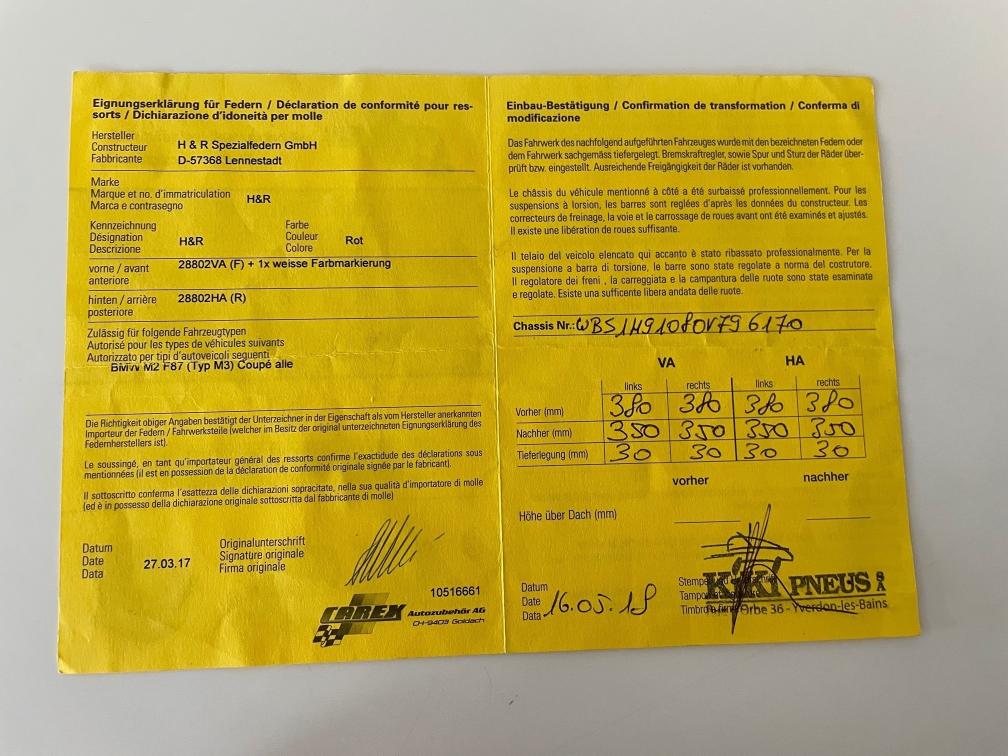 Eignungserklärung für Federn / Déclaration de conformité pour res-
sorts / Dichiarazione d'idoneità per molle
Hersteller
Constructeur
Fabbricante
H & R Spezialfedern GmbH
D-57368 Lennestadt
Marke
Marque et no. d'immatriculation
Marca e contrasegno
H&R
Kennzeichnung
Désignation
Descrizione
H&R
Farbe
Couleur
Colore
Rot
vorne / avant
anteriore
28802VA (F) + 1x weisse Farbmarkierung
hinten / arrière
posteriore
28802HA (R)
Zulässig für folgende Fahrzeugtypen
Autorisé pour les types de véhicules suivants
Autorizzato per tipi d'autoveicoli seguenti
BMW M2 F87 (Typ M3) Coupé alle
Die Richtigkeit obiger Angaben bestätigt der Unterzeichner in der Eigenschaft als vom Hersteller anerkannten
Importeur der Federn / Fahrwerksteile (welcher im Besitz der original unterzeichneten Eignungserklärung des
Federnherstellers ist).
Le soussigné, en tant qu'importateur général des ressorts confirme l'exactidude des déclarations sous-
mentionnées (il est en possession de la déclaration de conformité originale signée par le fabricant).
Il sottoscritto conferma l'esattezza delle dichiarazioni sopracitate, nella sua qualità d'importatore di molle
(ed è in possesso della dichiarazione originale sottoscritta dal fabbricante di molle)
Datum
Date
Data
27.03.17
Originalunterschrift
Signature originale
Firma originale
10516661
CAREX Autozubehör AG
CH-9403 Goldach
Einbau-Bestätigung / Confirmation de transformation / Conferma di
modificazione
Das Fahrwerk des nachfolgend aufgeführten Fahrzeuges wurde mit den bezeichneten Federn oder
dem Fahrwerk sachgemäss tiefergelegt. Bremskraftregler, sowie Spur und Sturz der Räder über-
prüft bzw. eingestellt. Ausreichende Freigängigkeit der Räder ist vorhanden.
Le châssis du véhicule mentionné à côté a été surbaissé professionnellement. Pour les
suspensions à torsion, les barres sont reglées d'après les données du constructeur. Les
correcteurs de freinage, la voie et le carrossage de roues avant ont été examinés et ajustés.
Il existe une libération de roues suffisante.
Il telaio del veicolo elencato qui accanto è stato ribassato professionalmente. Per la
suspensione a barra di torsione, le barre sono state regolate a norma del costrutore.
Il regolatore dei freni , la carreggiata e la campantura delle ruote sono state esaminate
e regolate. Esiste una sufficente libera andata delle ruote.
Chassis Nr.: WBS1H91080V796170
VA HA
links rechts links rechts
Vorher (mm) 380 380 380 380
Nachher (mm) 350 350 350 350
Tieferlegung (mm) 30 30 30 30
vorher nachher
Höhe über Dach (mm)
Datum
Date
Data
16.05.18
KiKi PNEUS SA
Orbe 36 - Yverdon-les-Bains